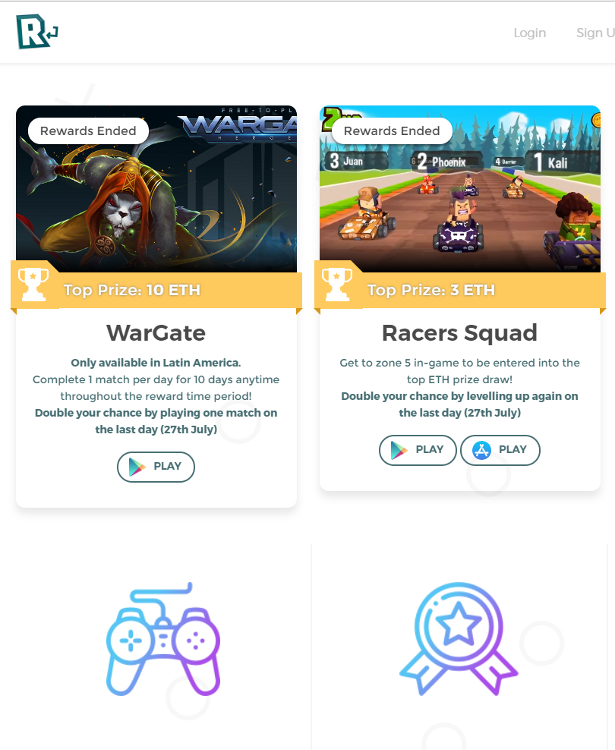 R
Login
Sign U
FREE-TO-PL
WARGA
HEROES
Rewards Ended
Top Prize: 10 ETH
WarGate
Only available in Latin America.
Complete 1 match per day for 10 days anytime
throughout the reward time period!
Double your chance by playing one match on
the last day (27th July)
PLAY
Rewards Ended
3 Juan
2 Phoenix
4 Barrier
1 Kali
Top Prize: 3 ETH
Racers Squad
Get to zone 5 in-game to be entered into the
top ETH prize draw!
Double your chance by levelling up again on
the last day (27th July)
PLAY
PLAY